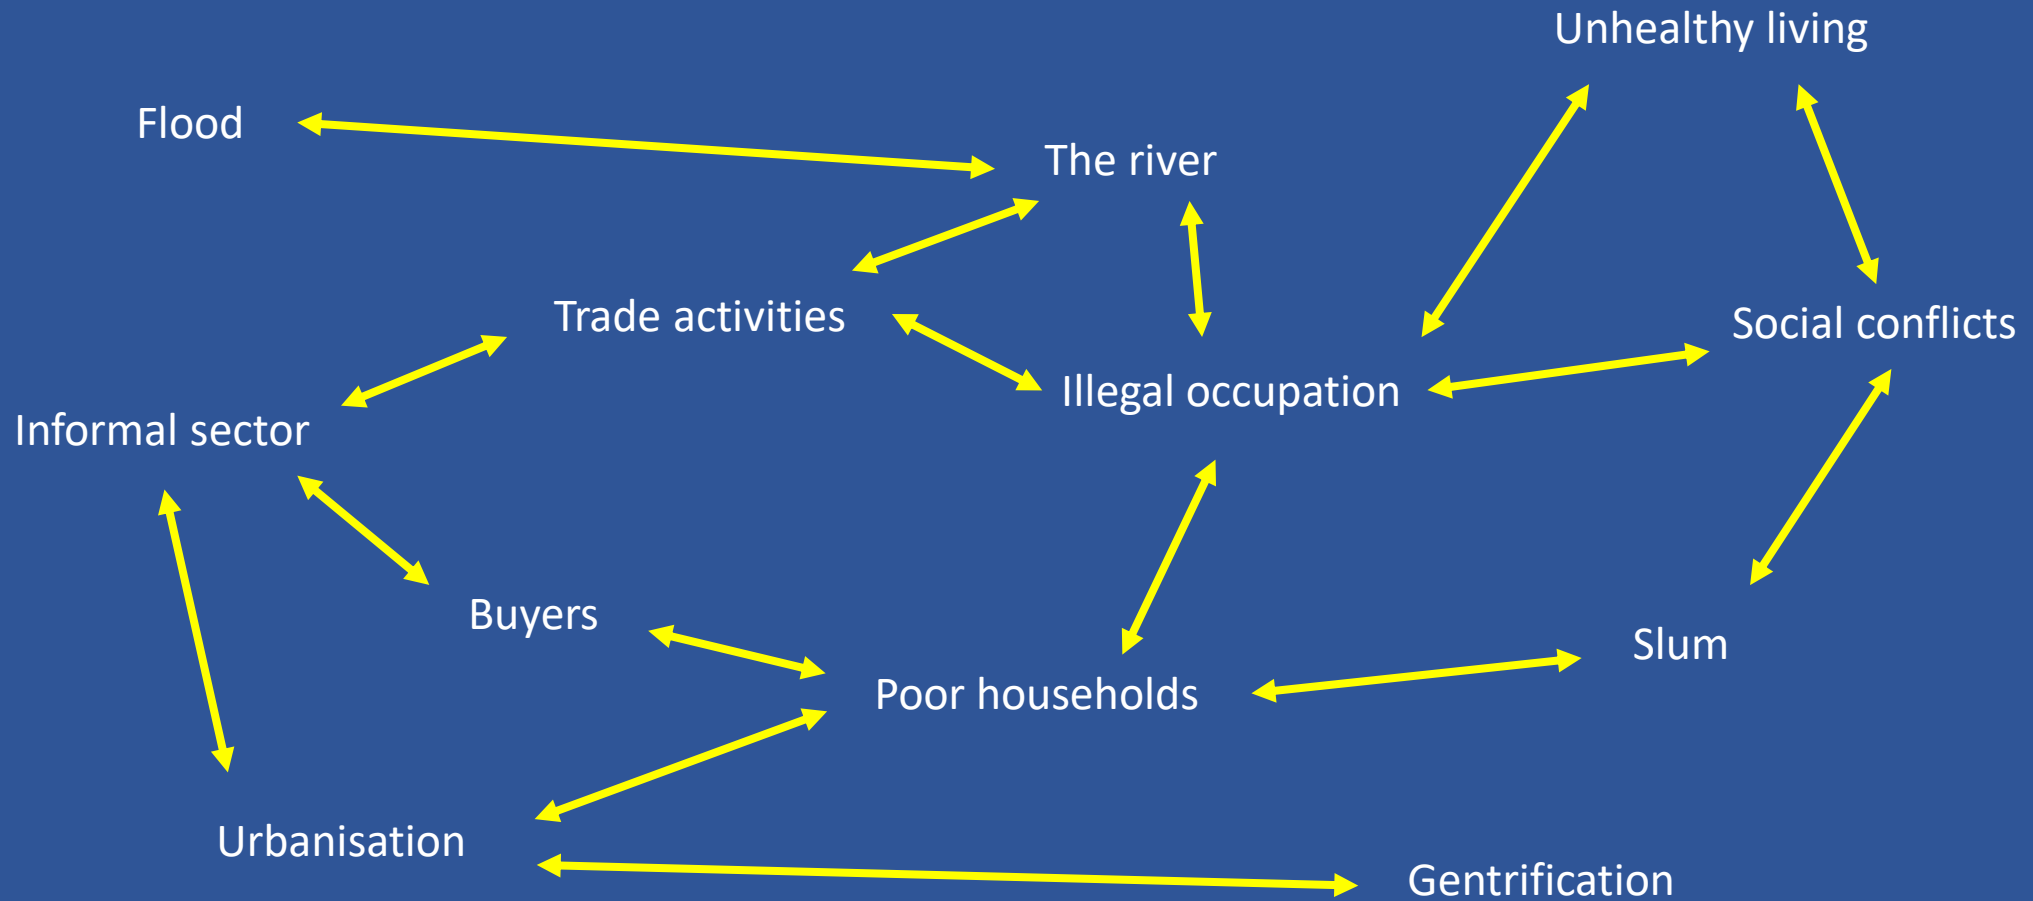 Unhealthy living
Flood
The river
Trade activities
Social conflicts
Illegal occupation
Informal sector
Buyers
Slum
Poor households
Urbanisation
Gentrification